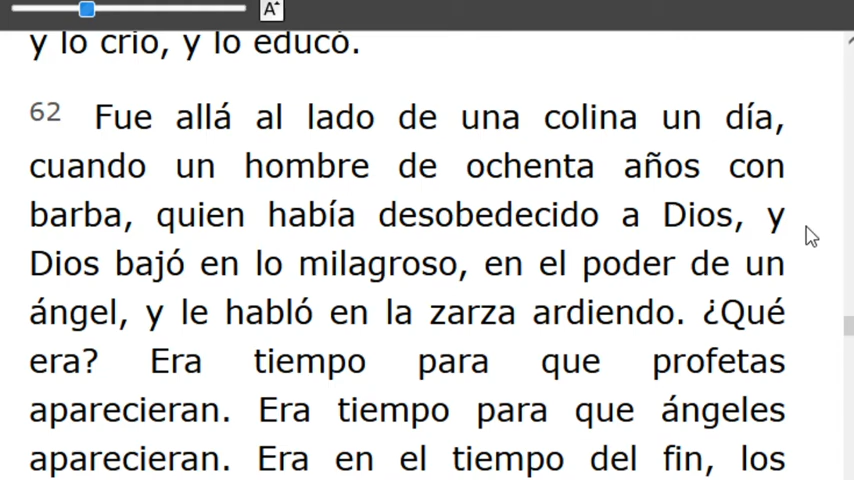 A
y lo crio, y lo educó.
62 Fue allá al lado de una colina un día,
cuando un hombre de ochenta años con
barba, quien había desobedecido a Dios, y
Dios bajó en lo milagroso, en el poder de un
ángel, y le habló en la zarza ardiendo. ¿Qué
era? Era tiempo para que profetas
aparecieran. Era tiempo para que ángeles
aparecieran. Era en el tiempo del fin, los